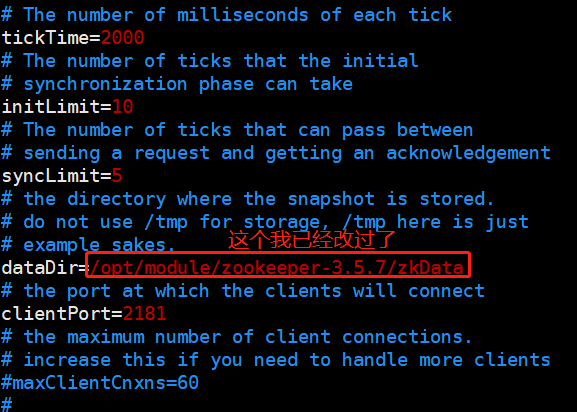 # The number of milliseconds of each tick
tickTime=2000
# The number of ticks that the initial
# synchronization phase can take
initLimit=10
# The number of ticks that can pass between
# sending a request and getting an acknowledgement
syncLimit=5
# the directory where the snapshot is stored.
# do not use /tmp for storage, /tmp here is just
# example sakes.
这个我已经改过了
dataDir=/opt/module/zookeeper-3.5.7/zkData
# the port at which the clients will connect
clientPort=2181
# the maximum number of client connections.
# increase this if you need to handle more clients
#maxClientCnxns=60
#